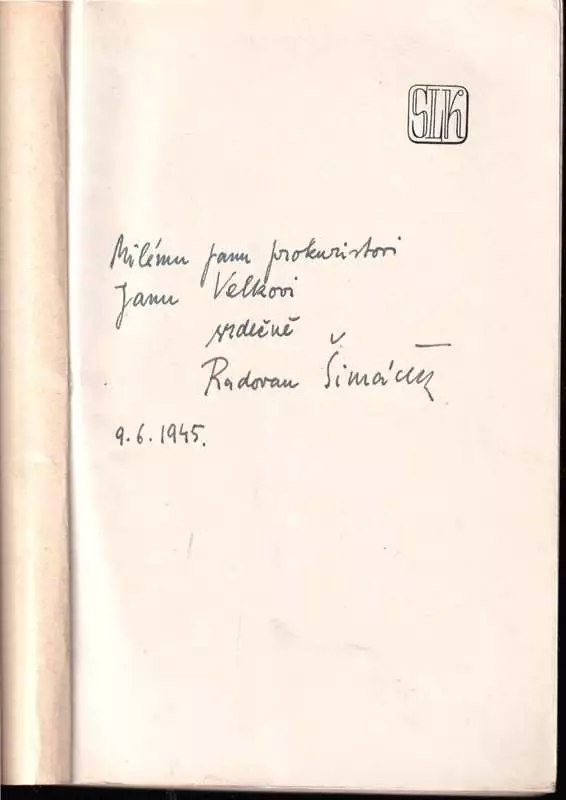 SLK
Milému panu prokuristovi
Janu Velkovi
srdečně
Radovan Šimáček
9.6.1945.